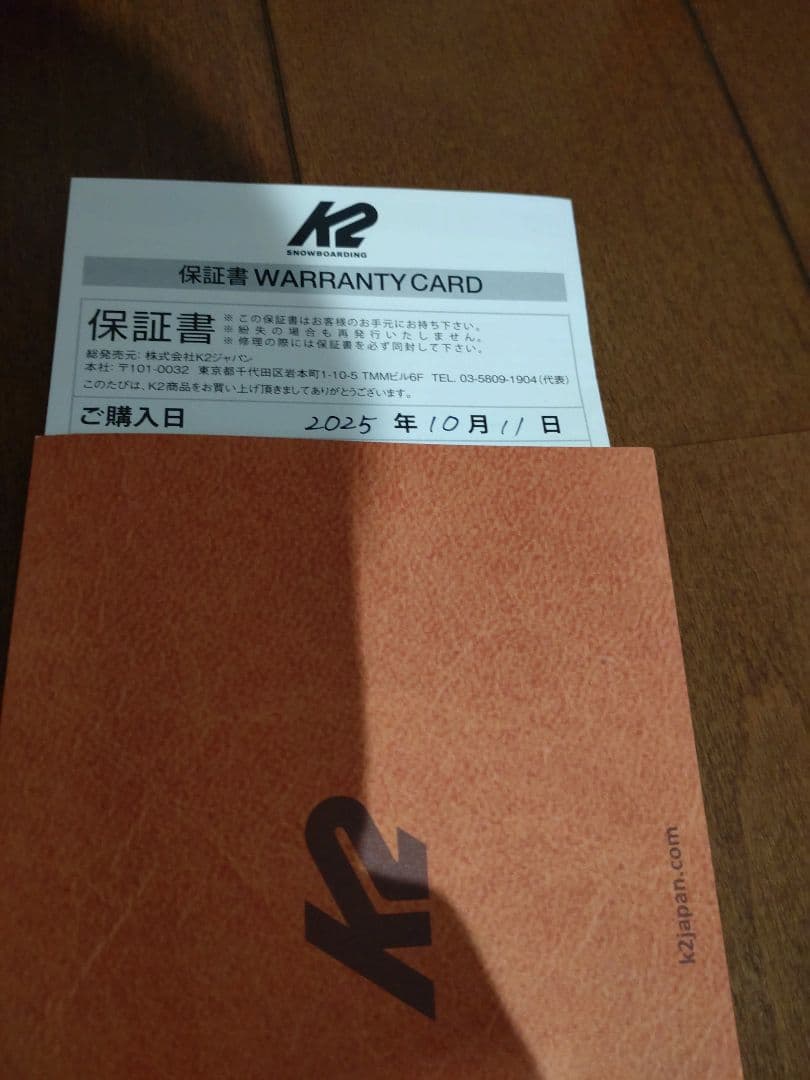 K2
SNOWBOARDING
保証書 WARRANTY CARD
保証書
※この保証書はお客様のお手元にお持ち下さい。
※紛失の場合も再発行いたしません。
※修理の際には保証書を必ず同封して下さい。
総発売元：株式会社K2ジャパン
本社：〒101-0032 東京都千代田区岩本町1-10-5 TMMビル6F TEL. 03-5809-1904（代表）
このたびは、K2商品をお買い上げ頂きましてありがとうございます。
ご購入日 2025 年 10 月 11 日
K2
k2japan.com